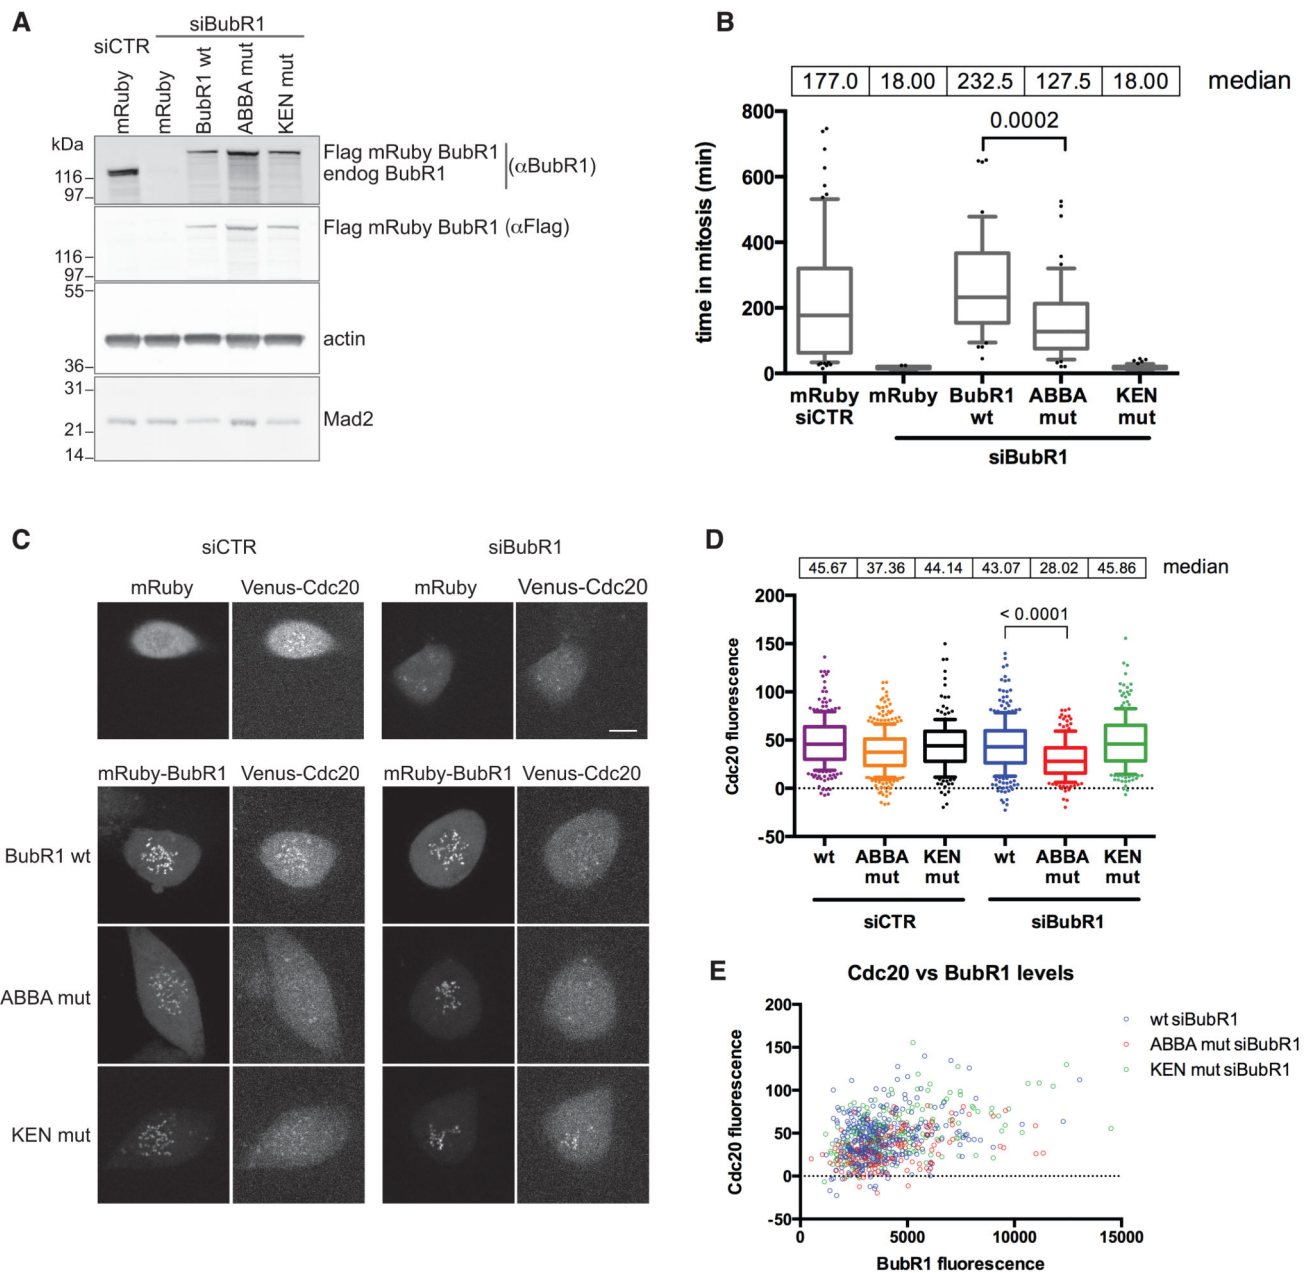 A
siBubR1
siCTR
mRuby
mRuby
BubR1 wt
ABBA mut
KEN mut
kDa
116
97
Flag mRuby BubR1
endog BubR1
(αBubR1)
116
97
Flag mRuby BubR1 (αFlag)
55
36
actin
31
21
14
Mad2
B
177.0 18.00 232.5 127.5 18.00 median
0.0002
time in mitosis (min)
800
600
400
200
0
mRuby mRuby BubR1 ABBA KEN
siCTR wt mut mut
siBubR1
C
siCTR siBubR1
mRuby Venus-Cdc20 mRuby Venus-Cdc20
mRuby-BubR1 Venus-Cdc20 mRuby-BubR1 Venus-Cdc20
BubR1 wt
ABBA mut
KEN mut
D
45.67 37.36 44.14 43.07 28.02 45.86 median
< 0.0001
Cdc20 fluorescence
200
150
100
50
0
-50
wt ABBA KEN wt ABBA KEN
mut mut mut mut
siCTR siBubR1
E
Cdc20 vs BubR1 levels
Cdc20 fluorescence
200
150
100
50
0
-50
0 5000 10000 15000
BubR1 fluorescence
wt siBubR1
ABBA mut siBubR1
KEN mut siBubR1